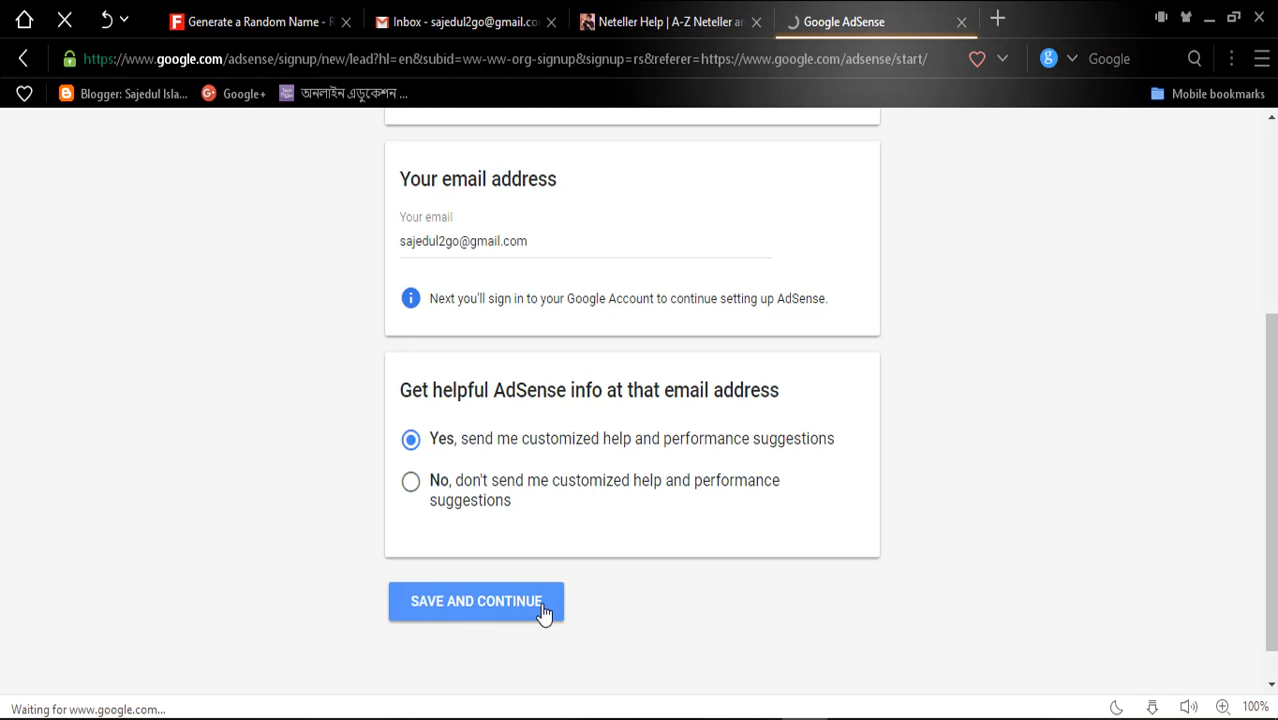 Generate a Random Name - F
Inbox - sajedul2go@gmail.co
Neteller Help | A-Z Neteller an
Google AdSense
https://www.google.com/adsense/signup/new/lead?hl=en&subid=ww-ww-org-signup&signup=rs&referer=https://www.google.com/adsense/start/
Google
Blogger: Sajedul Isla...
Google+
অনলাইন এডুকেশন ...
Mobile bookmarks
Your email address
Your email
sajedul2go@gmail.com
Next you'll sign in to your Google Account to continue setting up AdSense.
Get helpful AdSense info at that email address
Yes, send me customized help and performance suggestions
No, don't send me customized help and performance
suggestions
SAVE AND CONTINUE
Waiting for www.google.com...
100%